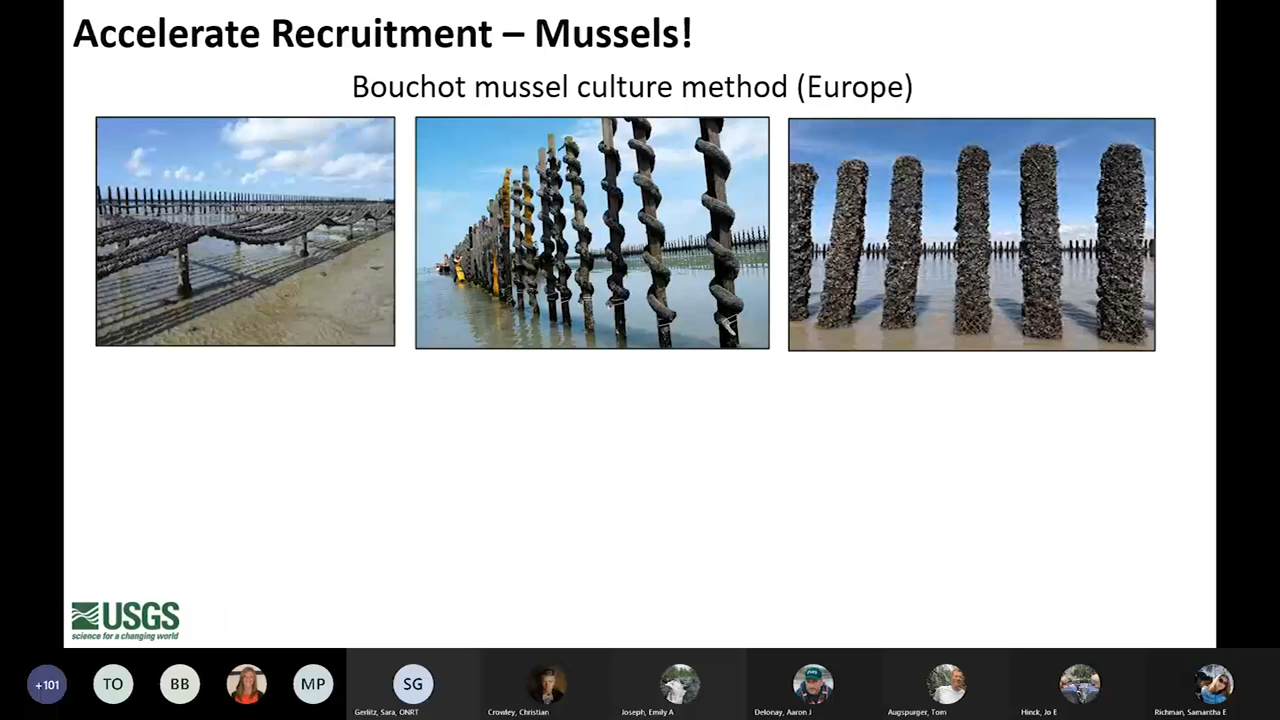 Accelerate Recruitment – Mussels!
Bouchot mussel culture method (Europe)
USGS
science for a changing world
+101
TO
BB
MP
SG
Gerlitz, Sara, ONRT
Crowley, Christian
Joseph, Emily A
Delonay, Aaron J
Augspurger, Tom
Hinck, Jo E
Richman, Samantha E